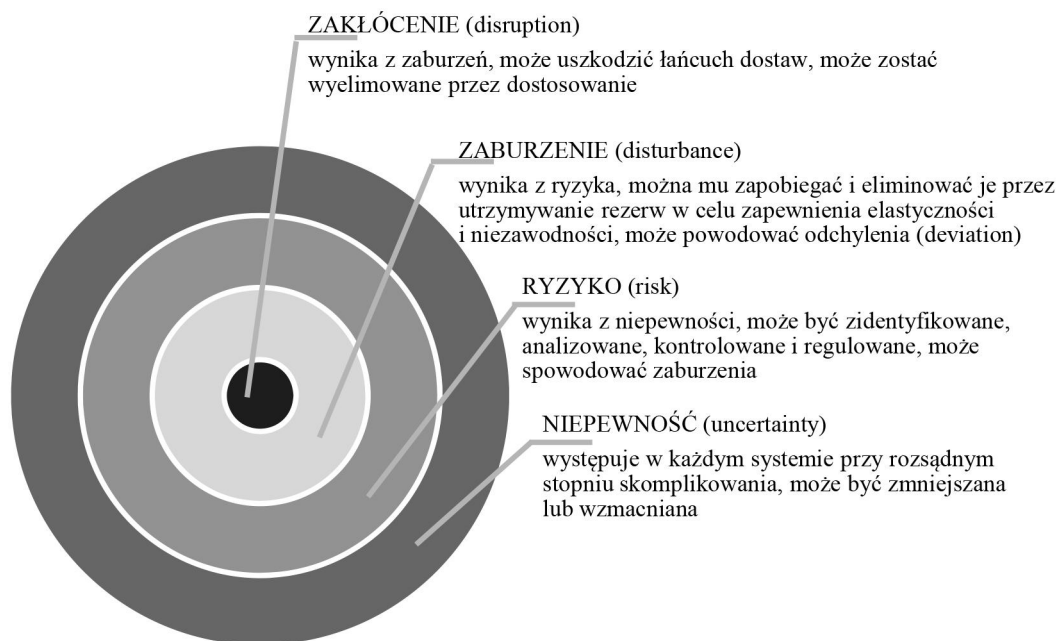 ZAKŁÓCENIE (disruption)
wynika z zaburzeń, może uszkodzić łańcuch dostaw, może zostać
wyelimowane przez dostosowanie
ZABURZENIE (disturbance)
wynika z ryzyka, można mu zapobiegać i eliminować je przez
utrzymywanie rezerw w celu zapewnienia elastyczności
i niezawodności, może powodować odchylenia (deviation)
RYZYKO (risk)
wynika z niepewności, może być zidentyfikowane,
analizowane, kontrolowane i regulowane, może
spowodować zaburzenia
NIEPEWNOŚĆ (uncertainty)
występuje w każdym systemie przy rozsądnym
stopniu skomplikowania, może być zmniejszana
lub wzmacniana